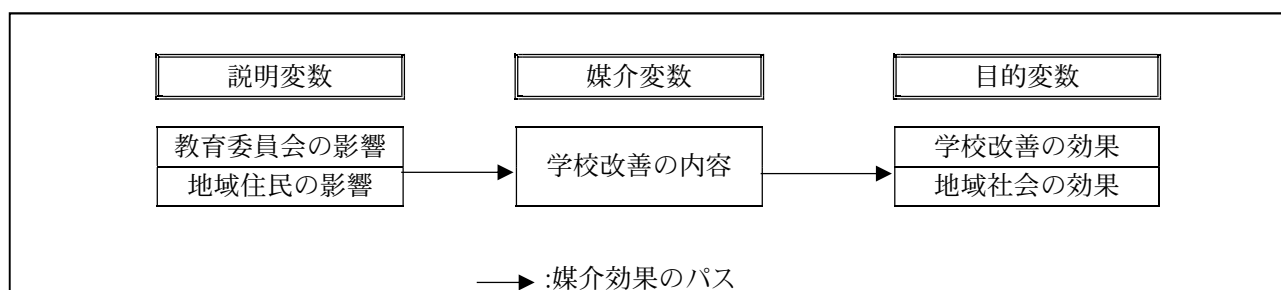 説明変数
媒介変数
目的変数
教育委員会の影響
地域住民の影響
学校改善の内容
学校改善の効果
地域社会の効果
:媒介効果のパス